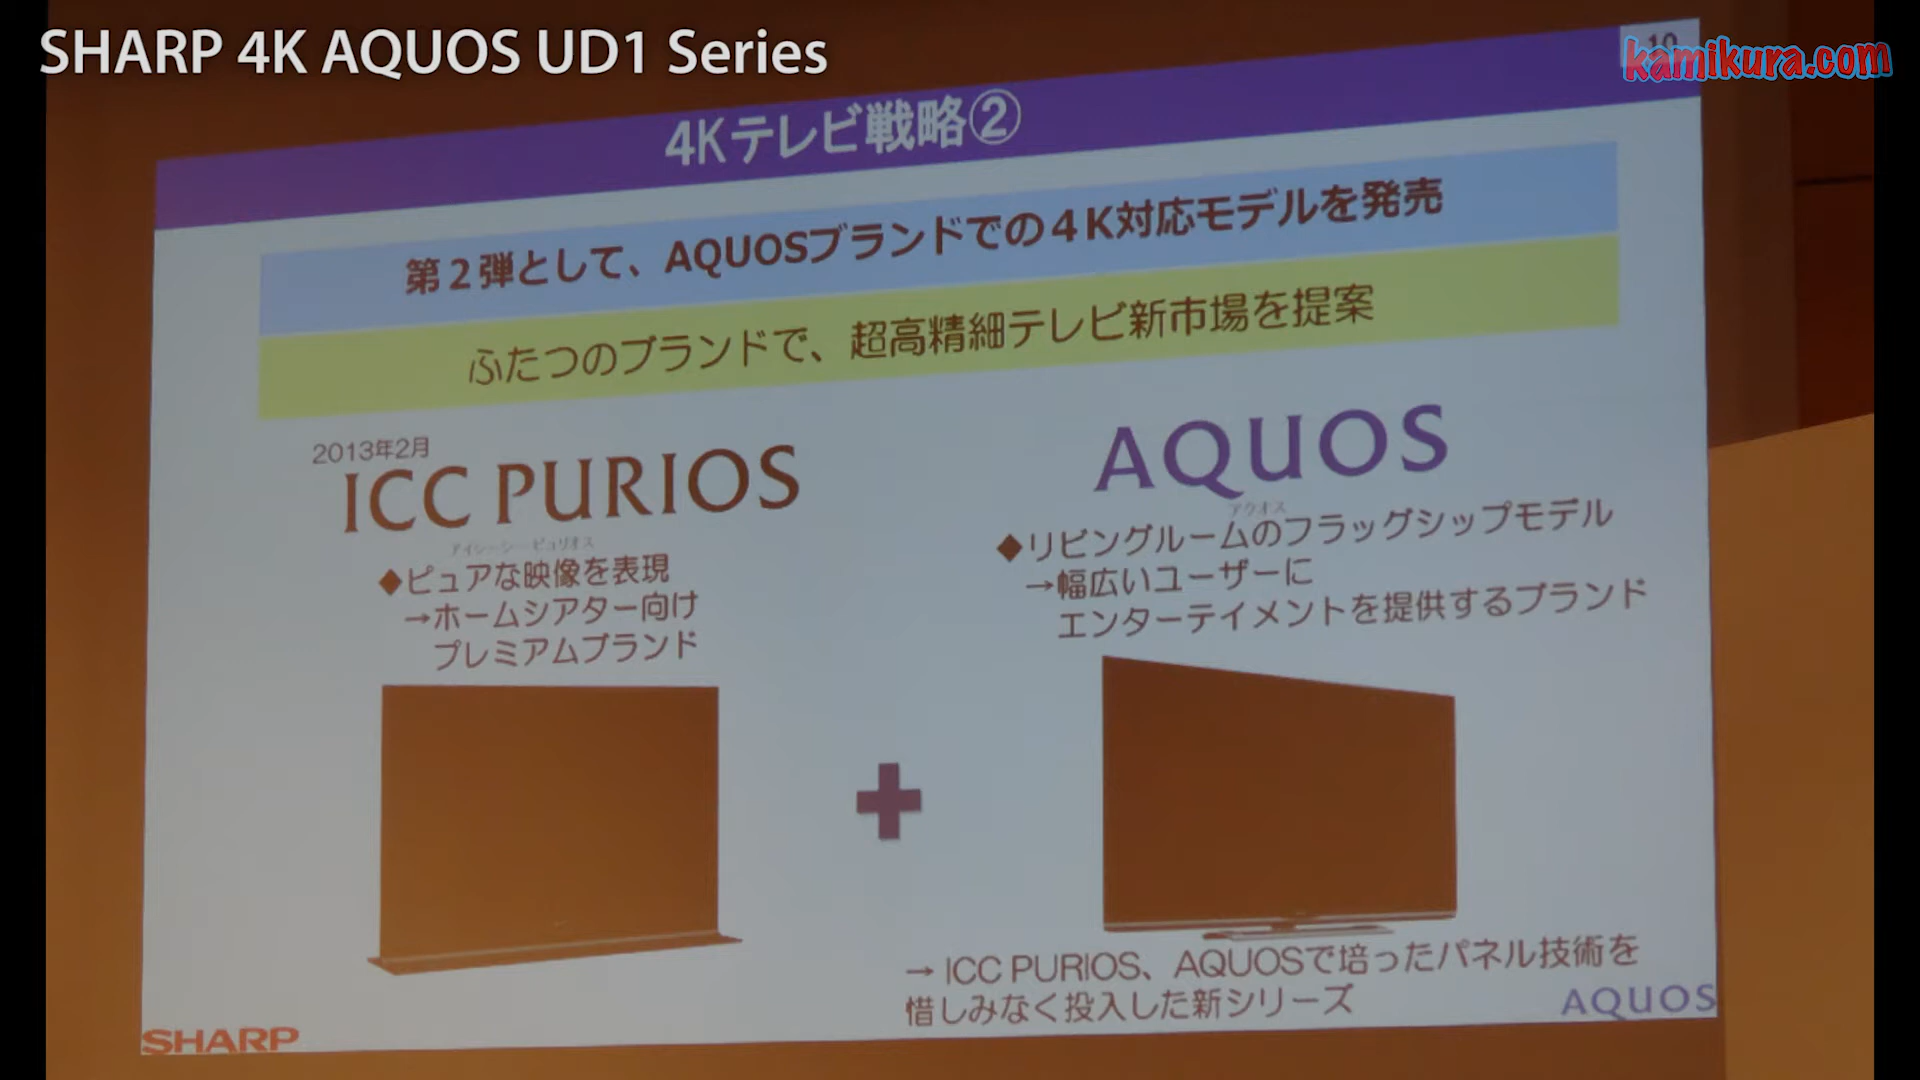 SHARP 4K AQUOS UD1 Series
kamikura.com
4Kテレビ戦略②
第2弾として、AQUOSブランドでの4K対応モデルを発売
ふたつのブランドで、超高精細テレビ新市場を提案
2013年2月
ICC PURIOS
アイシーシー ピュリオス
◆ピュアな映像を表現
→ホームシアター向け
プレミアムブランド
AQUOS
アクオス
◆リビングルームのフラッグシップモデル
→幅広いユーザーに
エンターテイメントを提供するブランド
→ ICC PURIOS、AQUOSで培ったパネル技術を
惜しみなく投入した新シリーズ
SHARP
AQUOS